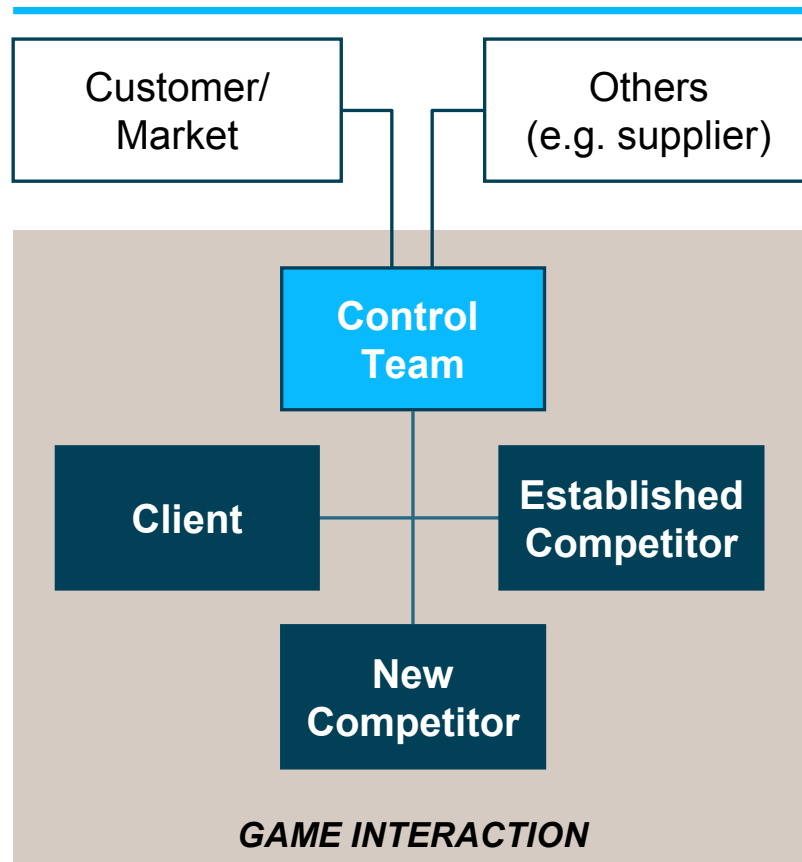 Customer/
Market
Others
(e.g. supplier)
Control
Team
Client
Established
Competitor
New
Competitor
GAME INTERACTION